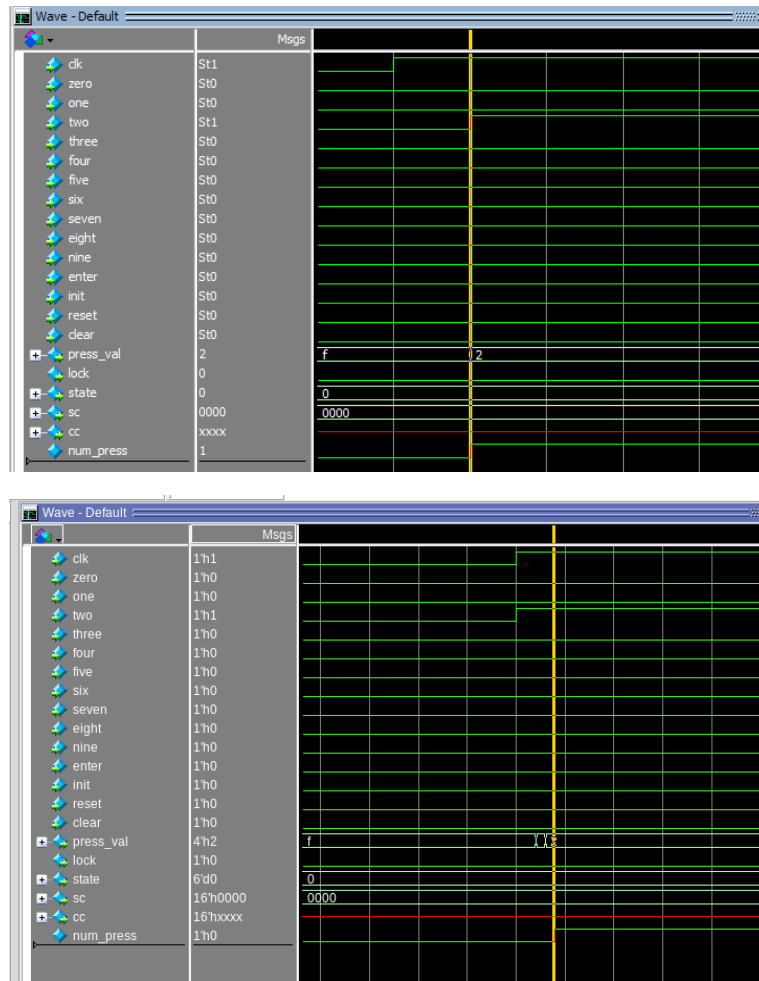 Wave - Default
Msgs
clk St1
zero St0
one St0
two St1
three St0
four St0
five St0
six St0
seven St0
eight St0
nine St0
enter St0
init St0
reset St0
clear St0
press_val 2 f 2
lock 0
state 0 0
sc 0000 0000
cc xxxx
num_press 1
Wave - Default
Msgs
clk 1'h1
zero 1'h0
one 1'h0
two 1'h1
three 1'h0
four 1'h0
five 1'h0
six 1'h0
seven 1'h0
eight 1'h0
nine 1'h0
enter 1'h0
init 1'h0
reset 1'h0
clear 1'h0
press_val 4'h2 f 2
lock 1'h0
state 6'd0 0
sc 16'h0000 0000
cc 16'hxxxx
num_press 1'h0